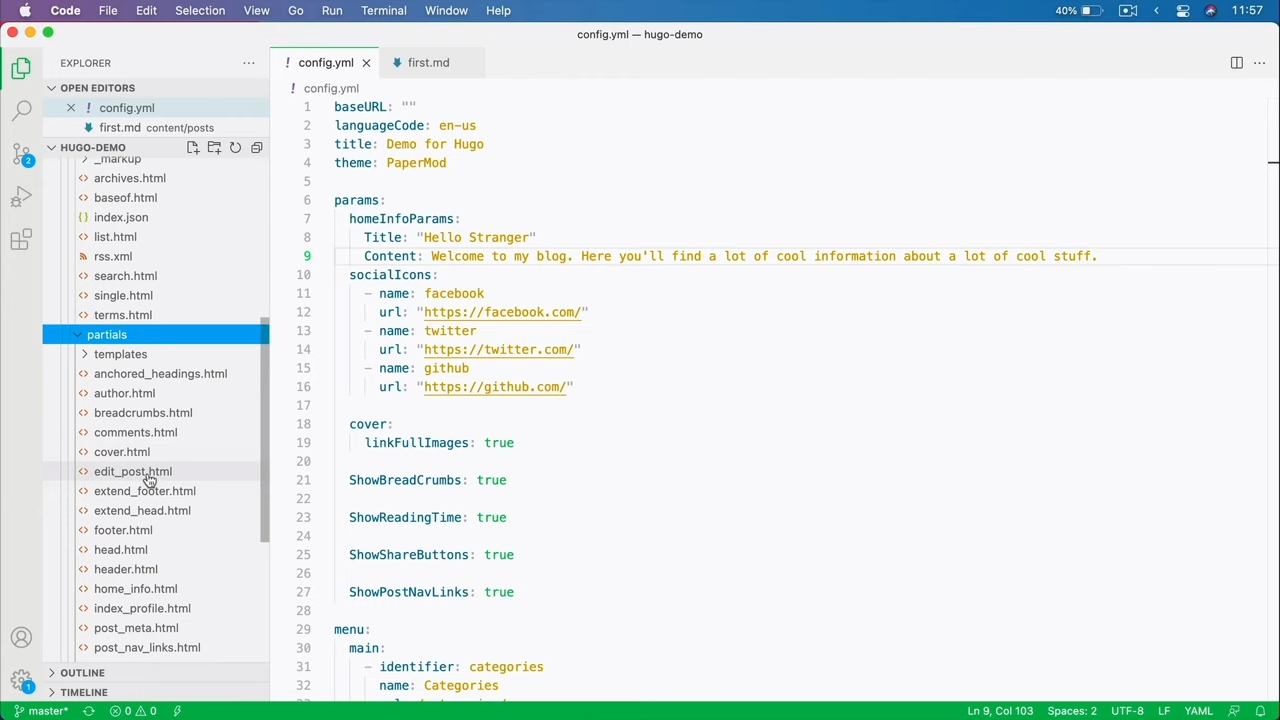 Code File Edit Selection View Go Run Terminal Window Help 40% 11:57
config.yml — hugo-demo
EXPLORER
OPEN EDITORS
config.yml
first.md content/posts
HUGO-DEMO
2
_markup
archives.html
baseof.html
index.json
list.html
rss.xml
search.html
single.html
terms.html
partials
templates
anchored_headings.html
author.html
breadcrumbs.html
comments.html
cover.html
edit_post.html
extend_footer.html
extend_head.html
footer.html
head.html
header.html
home_info.html
index_profile.html
post_meta.html
post_nav_links.html
OUTLINE
TIMELINE
1
! config.yml first.md
! config.yml
1 baseURL: ""
2 languageCode: en-us
3 title: Demo for Hugo
4 theme: PaperMod
5
6 params:
7 homeInfoParams:
8 Title: "Hello Stranger"
9 Content: Welcome to my blog. Here you'll find a lot of cool information about a lot of cool stuff.
10 socialIcons:
11 - name: facebook
12 url: "https://facebook.com/"
13 - name: twitter
14 url: "https://twitter.com/"
15 - name: github
16 url: "https://github.com/"
17
18 cover:
19 linkFullImages: true
20
21 ShowBreadCrumbs: true
22
23 ShowReadingTime: true
24
25 ShowShareButtons: true
26
27 ShowPostNavLinks: true
28
29 menu:
30 main:
31 - identifier: categories
32 name: Categories
master* 0 0 Ln 9, Col 103 Spaces: 2 UTF-8 LF YAML